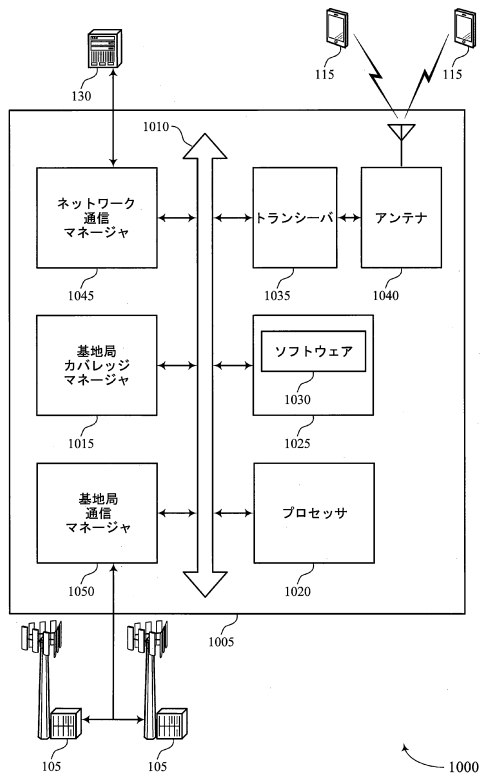 130
115
115
1010
ネットワーク
通信
マネージャ
1045
トランシーバ
1035
アンテナ
1040
基地局
カバレッジ
マネージャ
1015
ソフトウェア
1030
1025
基地局
通信
マネージャ
1050
プロセッサ
1020
1005
105
105
1000